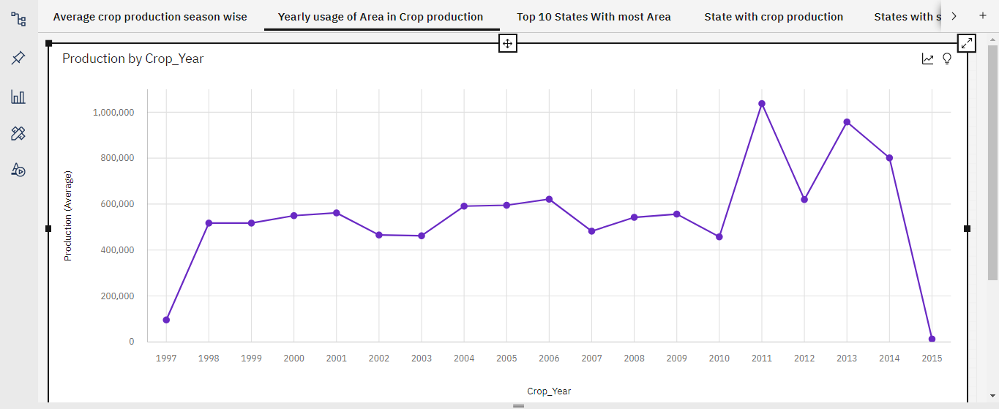 Average crop production season wise
Yearly usage of Area in Crop production
Top 10 States With most Area
State with crop production
States with s
Production by Crop_Year
Production (Average)
1,000,000
800,000
600,000
400,000
200,000
0
1997 1998 1999 2000 2001 2002 2003 2004 2005 2006 2007 2008 2009 2010 2011 2012 2013 2014 2015
Crop_Year